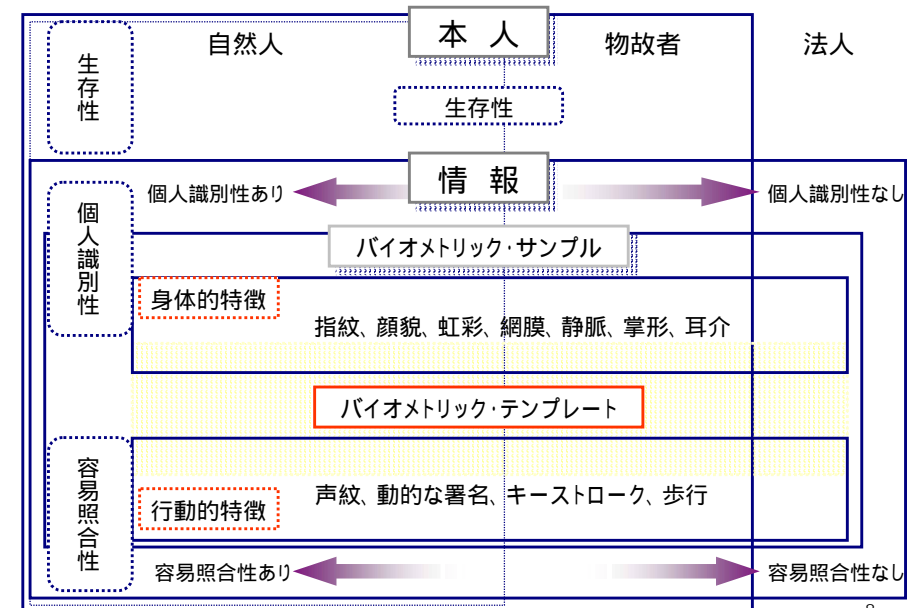 本 人
自然人
物故者
法人
生存性
生存性
情 報
個人識別性あり
個人識別性なし
個人識別性
バイオメトリック・サンプル
身体的特徴
指紋、顔貌、虹彩、網膜、静脈、掌形、耳介
バイオメトリック・テンプレート
容易照合性
声紋、動的な署名、キーストローク、歩行
行動的特徴
容易照合性あり
容易照合性なし